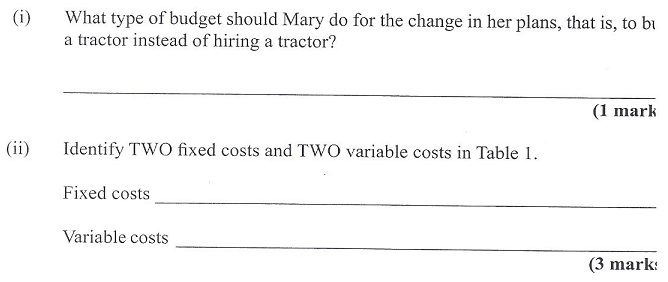 (i) What type of budget should Mary do for the change in her plans, that is, to
a tractor instead of hiring a tractor?
(1 mark
(ii) Identify TWO fixed costs and TWO variable costs in Table 1.
Fixed costs
Variable costs
(3 marks